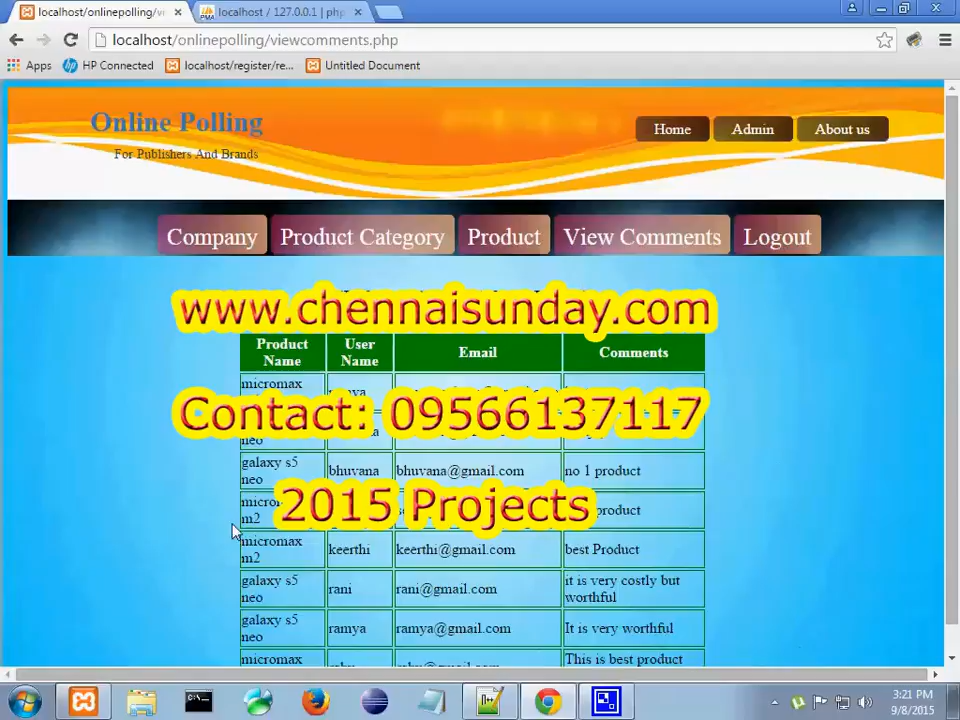 localhost/onlinepolling/vi
localhost / 127.0.0.1 | php
localhost/onlinepolling/viewcomments.php
Apps
HP Connected
localhost/register/re...
Untitled Document
Online Polling
For Publishers And Brands
Home
Admin
About us
Company
Product Category
Product
View Comments
Logout
www.chennaisunday.com
Product Name
User Name
Email
Comments
micromax
Contact: 09566137117
neo
galaxy s5 neo
bhuvana
bhuvana@gmail.com
no 1 product
m2
2015 Projects
product
micromax m2
keerthi
keerthi@gmail.com
best Product
galaxy s5 neo
rani
rani@gmail.com
it is very costly but worthful
galaxy s5 neo
ramya
ramya@gmail.com
It is very worthful
micromax
This is best product
3:21 PM
9/8/2015